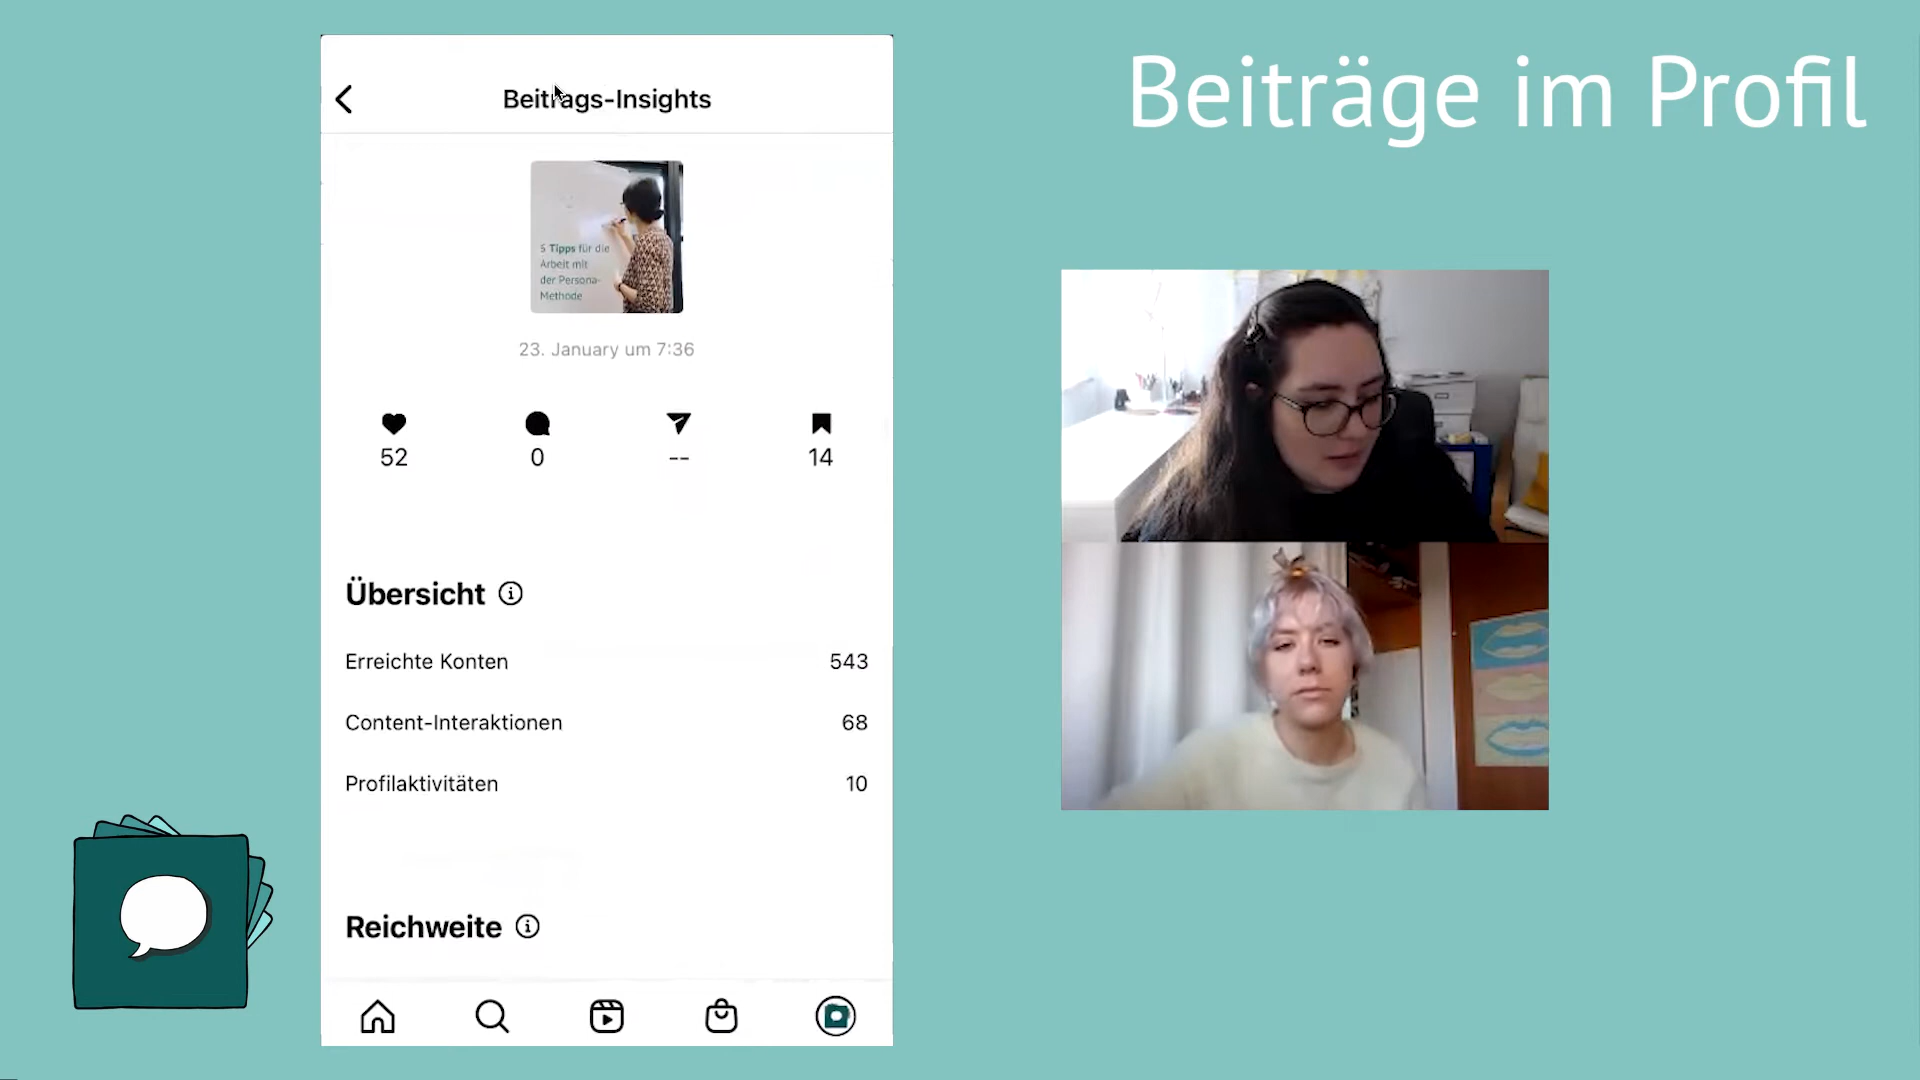 Beiträge im Profil
Beitrags-Insights
5 Tipps für die
Arbeit mit
der Persona-
Methode
23. January um 7:36
52
0
--
14
Übersicht
Erreichte Konten
543
Content-Interaktionen
68
Profilaktivitäten
10
Reichweite